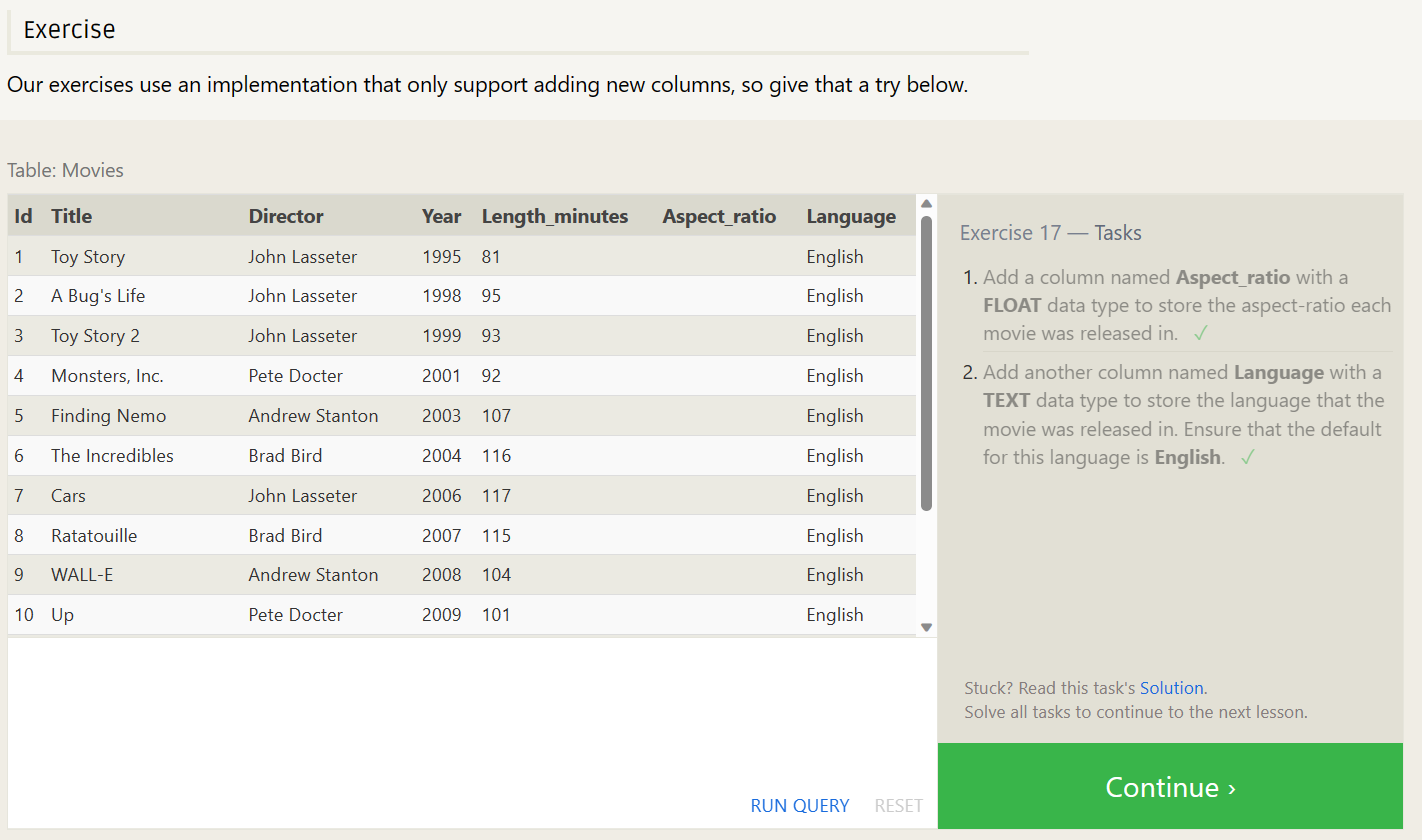 Exercise
Our exercises use an implementation that only support adding new columns, so give that a try below.
Table: Movies
Id Title Director Year Length_minutes Aspect_ratio Language
1 Toy Story John Lasseter 1995 81 English
2 A Bug's Life John Lasseter 1998 95 English
3 Toy Story 2 John Lasseter 1999 93 English
4 Monsters, Inc. Pete Docter 2001 92 English
5 Finding Nemo Andrew Stanton 2003 107 English
6 The Incredibles Brad Bird 2004 116 English
7 Cars John Lasseter 2006 117 English
8 Ratatouille Brad Bird 2007 115 English
9 WALL-E Andrew Stanton 2008 104 English
10 Up Pete Docter 2009 101 English
RUN QUERY RESET
Exercise 17 — Tasks
1. Add a column named Aspect_ratio with a
FLOAT data type to store the aspect-ratio each
movie was released in. ✓
2. Add another column named Language with a
TEXT data type to store the language that the
movie was released in. Ensure that the default
for this language is English. ✓
Stuck? Read this task's Solution.
Solve all tasks to continue to the next lesson.
Continue ›